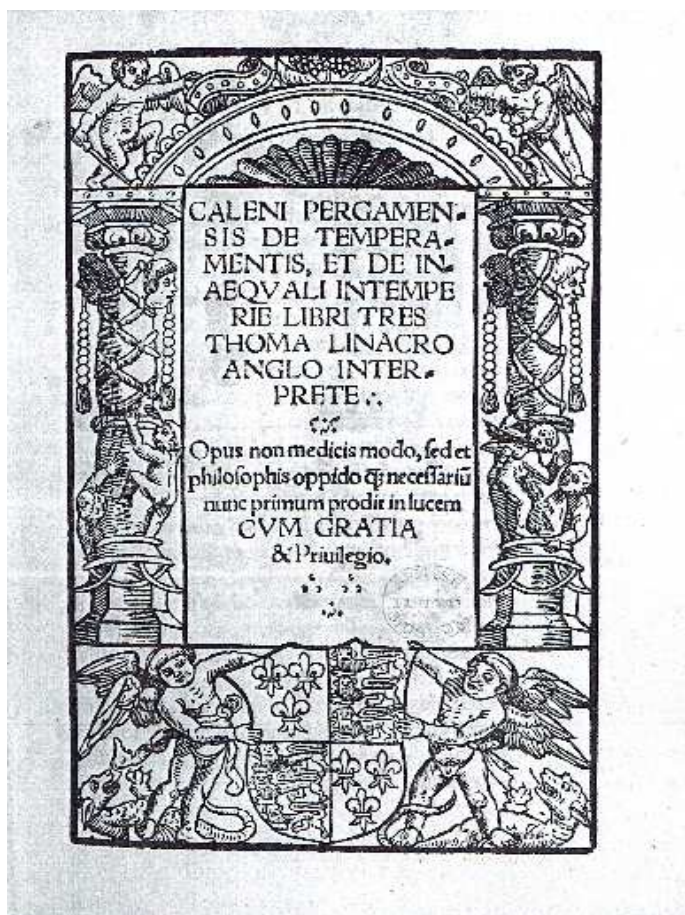 CALENI PERGAMEN-
SIS DE TEMPERA-
MENTIS, ET DE IN-
AEQVALI INTEMPE
RIE LIBRI TRES
THOMA LINACRO
ANGLO INTER-
PRETE
Opus non medicis modo, sed et
philosophis oppido ꝙ necessariū
nunc primum prodit in lucem
CVM GRATIA
& Priuilegio.